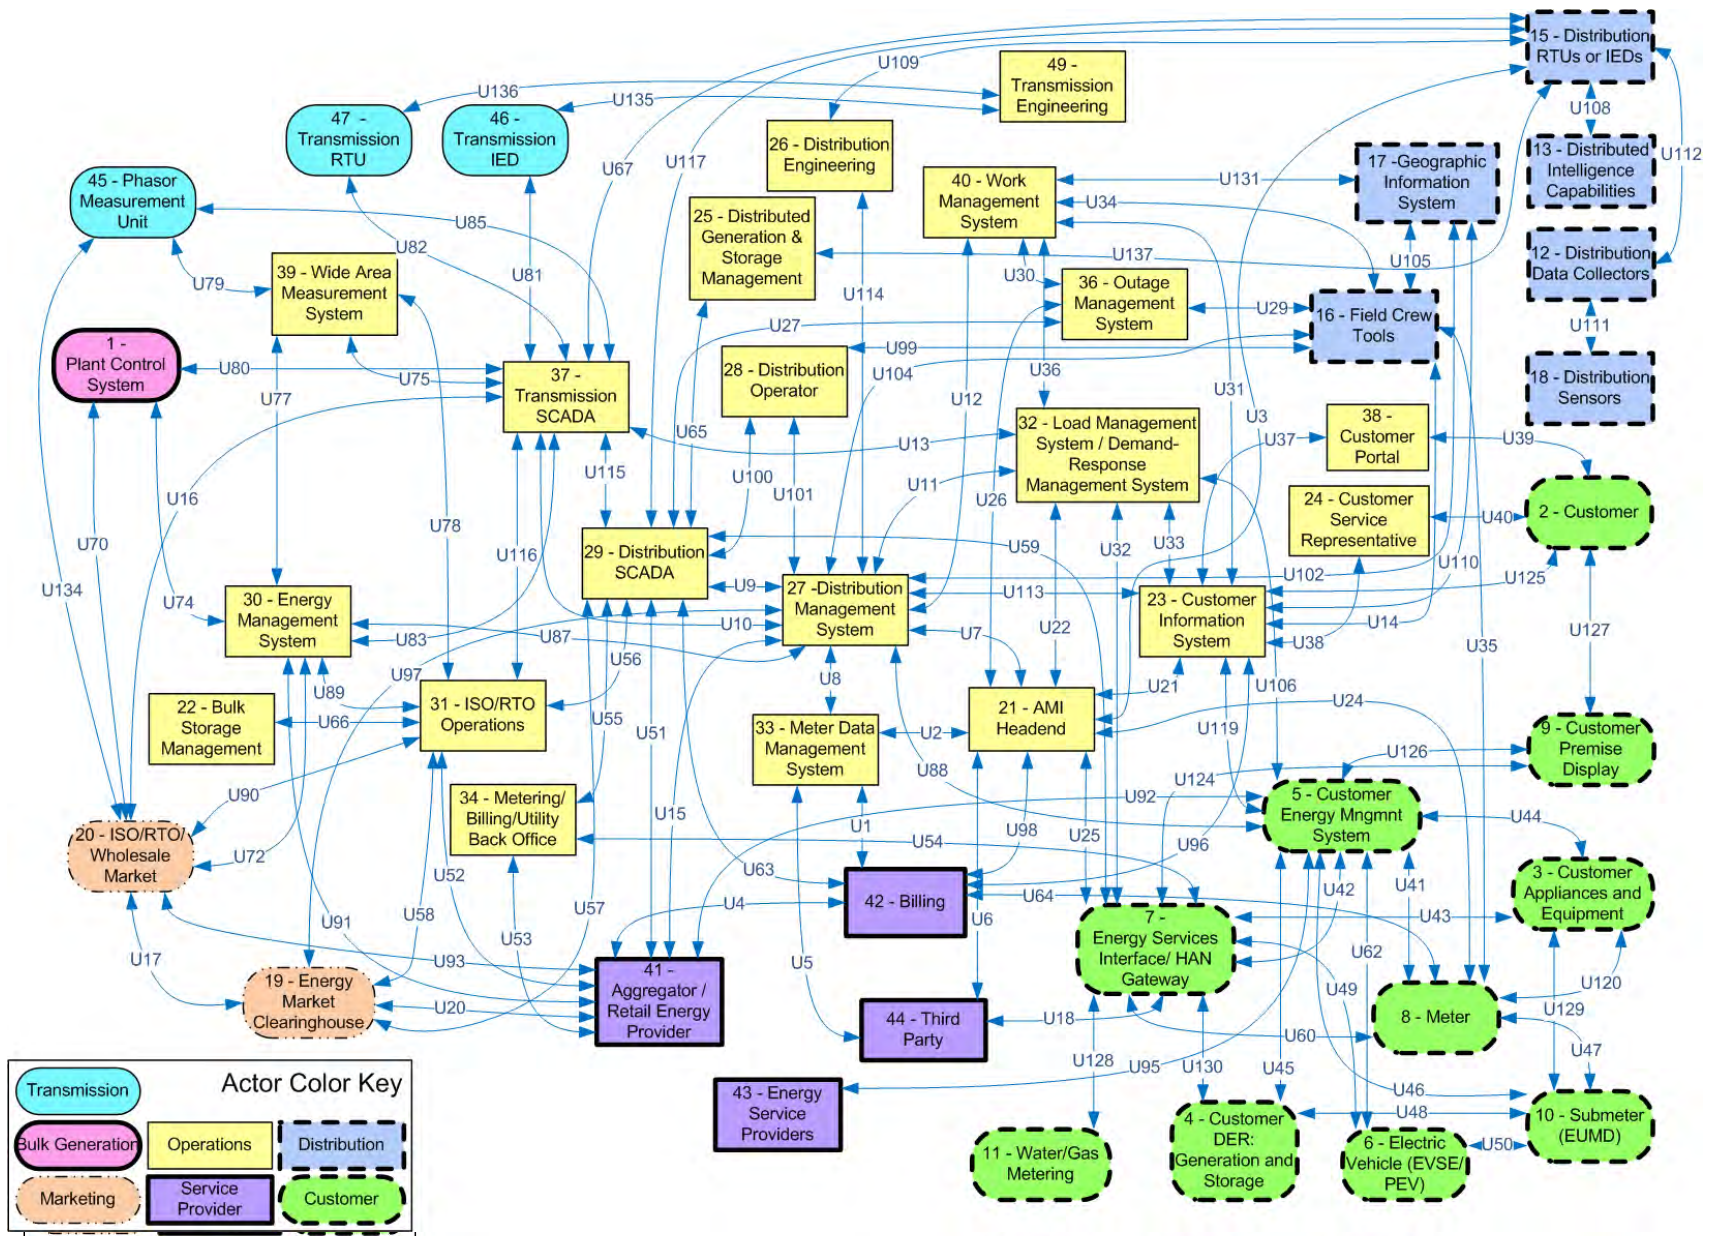 15 - Distribution
RTUs or IEDs
U109
49 -
Transmission
Engineering
U136
U135
U108
47 -
Transmission
RTU
46 -
Transmission
IED
26 - Distribution
Engineering
U67
U117
U112
13 - Distributed
Intelligence
Capabilities
17 -Geographic
Information
System
40 - Work
Management
System
U131
U34
45 - Phasor
Measurement
Unit
U85
25 - Distributed
Generation &
Storage
Management
U82
U81
U79
39 - Wide Area
Measurement
System
U137
U105
12 - Distribution
Data Collectors
U30
36 - Outage
Management
System
U114
U29
16 - Field Crew
Tools
U111
U27
1 -
Plant Control
System
U80
U75
37 -
Transmission
SCADA
U99
U104
28 - Distribution
Operator
U36
U31
18 - Distribution
Sensors
U77
U12
U3
U65
U13
32 - Load Management
System / Demand-
Response
Management System
U37
38 -
Customer
Portal
U39
U115
U100
U101
U11
U26
U16
24 - Customer
Service
Representative
U40
2 - Customer
U70
U78
U116
U59
U32
U33
U110
U134
U74
29 - Distribution
SCADA
U9
27 -Distribution
Management
System
U102
U125
U113
23 - Customer
Information
System
30 - Energy
Management
System
U83
U87
U10
U7
U22
U14
U38
U127
U35
U97
U56
U8
U89
U21
U106
22 - Bulk
Storage
Management
U66
31 - ISO/RTO
Operations
U55
U51
33 - Meter Data
Management
System
U2
21 - AMI
Headend
U24
U119
9 - Customer
Premise
Display
U126
U88
U124
U90
34 - Metering/
Billing/Utility
Back Office
U15
U92
5 - Customer
Energy Mngmnt
System
U44
20 - ISO/RTO/
Wholesale
Market
U72
U1
U98
U25
U54
U96
U52
U63
U42
U41
3 - Customer
Appliances and
Equipment
U64
42 - Billing
U4
U57
U58
U91
U6
7 -
Energy Services
Interface/ HAN
Gateway
U43
U53
U17
U93
U5
U62
U49
U120
19 - Energy
Market
Clearinghouse
U20
41 -
Aggregator /
Retail Energy
Provider
44 - Third
Party
U18
U60
8 - Meter
U129
U47
U128
U95
U130
U45
U46
43 - Energy
Service
Providers
U48
10 - Submeter
(EUMD)
4 - Customer
DER:
Generation and
Storage
11 - Water/Gas
Metering
6 - Electric
Vehicle (EVSE/
PEV)
U50
Actor Color Key
Transmission
Bulk Generation
Operations
Distribution
Marketing
Service
Provider
Customer